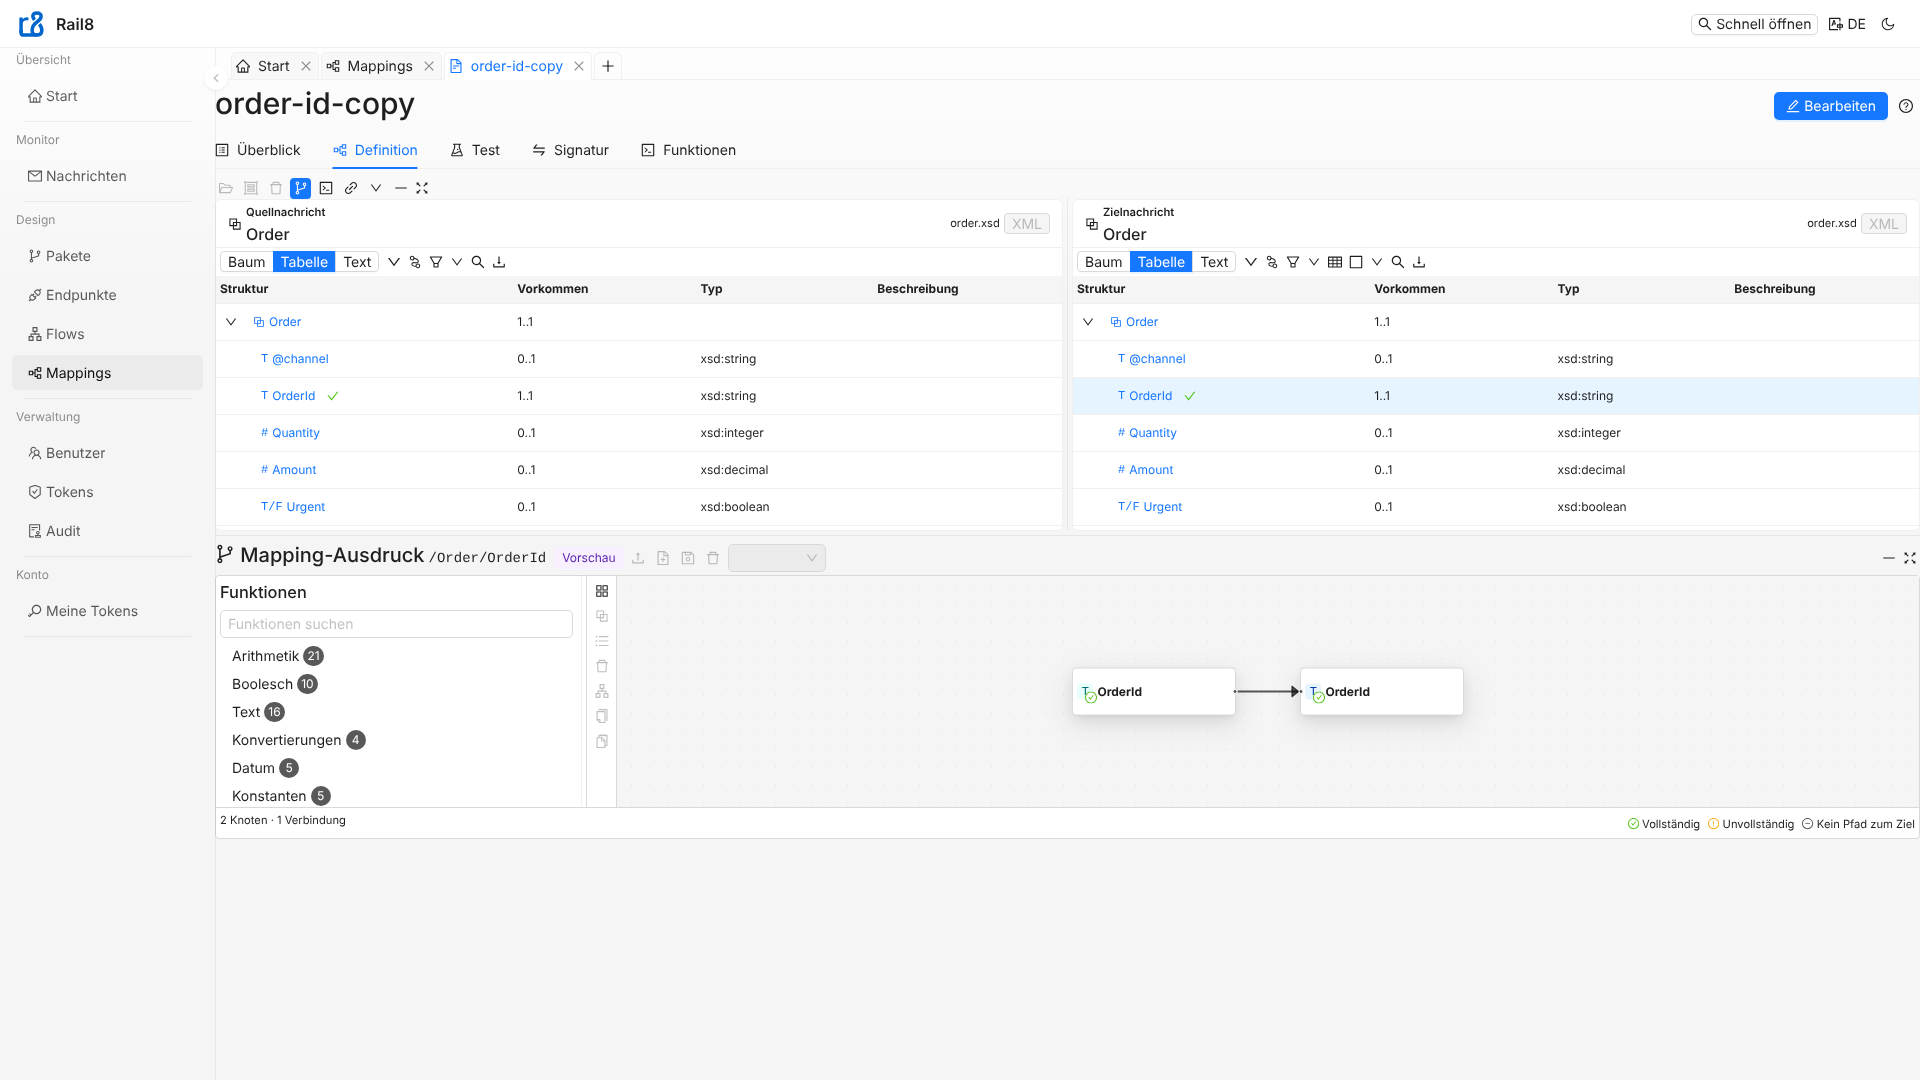 Rail8
Schnell öffnen
DE
Übersicht
Start
Monitor
Nachrichten
Design
Pakete
Endpunkte
Flows
Mappings
Verwaltung
Benutzer
Tokens
Audit
Konto
Meine Tokens
Start
Mappings
order-id-copy
order-id-copy
Bearbeiten
Überblick
Definition
Test
Signatur
Funktionen
Quellnachricht
Order
order.xsd XML
Baum Tabelle Text
Struktur Vorkommen Typ Beschreibung
Order 1..1
T @channel 0..1 xsd:string
T OrderId 1..1 xsd:string
# Quantity 0..1 xsd:integer
# Amount 0..1 xsd:decimal
T/F Urgent 0..1 xsd:boolean
Zielnachricht
Order
order.xsd XML
Baum Tabelle Text
Struktur Vorkommen Typ Beschreibung
Order 1..1
T @channel 0..1 xsd:string
T OrderId 1..1 xsd:string
# Quantity 0..1 xsd:integer
# Amount 0..1 xsd:decimal
T/F Urgent 0..1 xsd:boolean
Mapping-Ausdruck /Order/OrderId Vorschau
Funktionen
Funktionen suchen
Arithmetik 21
Boolesch 10
Text 16
Konvertierungen 4
Datum 5
Konstanten 5
T OrderId
T OrderId
2 Knoten · 1 Verbindung
Vollständig Unvollständig Kein Pfad zum Ziel